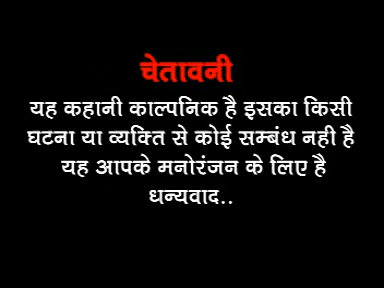 चेतावनी
यह कहानी काल्पनिक है इसका किसी
घटना या व्यक्ति से कोई सम्बंध नही है
यह आपके मनोरंजन के लिए है
धन्यवाद..